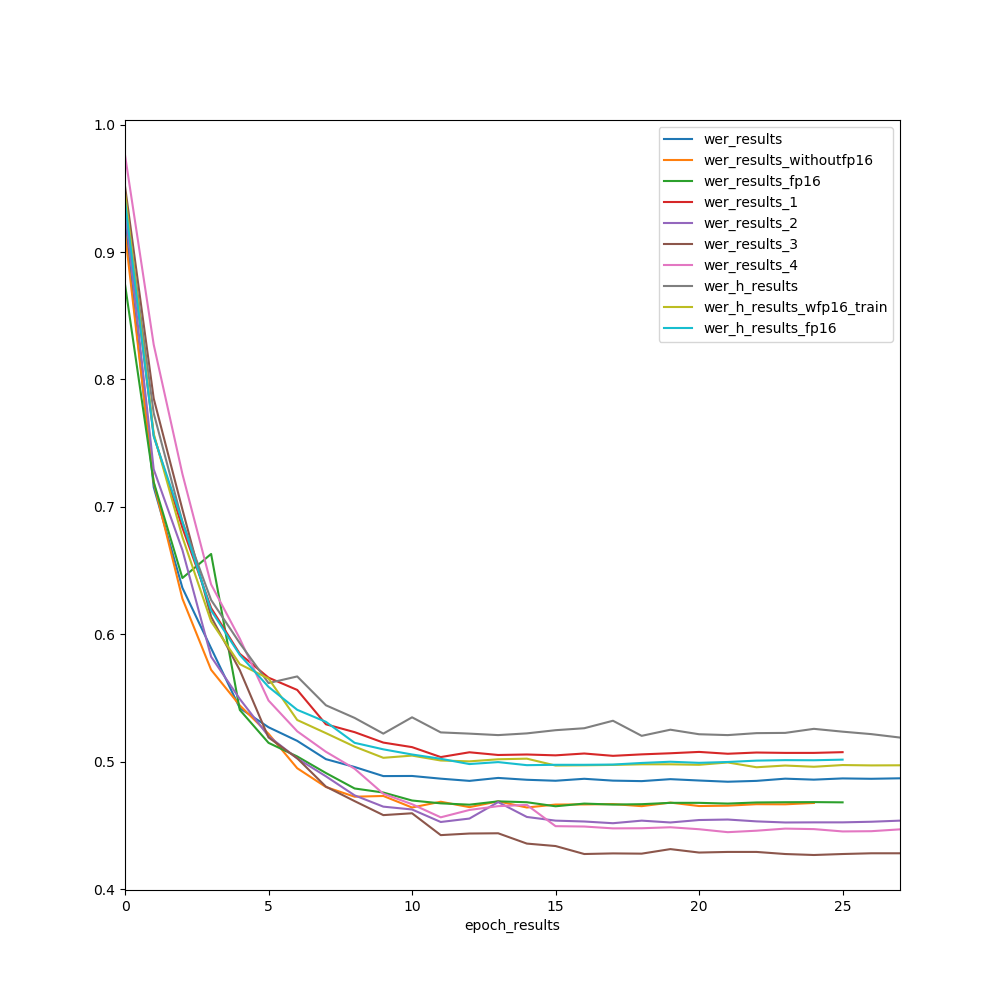 1.0
0.9
0.8
0.7
0.6
0.5
0.4
wer_results
wer_results_withoutfp16
wer_results_fp16
wer_results_1
wer_results_2
wer_results_3
wer_results_4
wer_h_results
wer_h_results_wfp16_train
wer_h_results_fp16
0 5 10 15 20 25
epoch_results